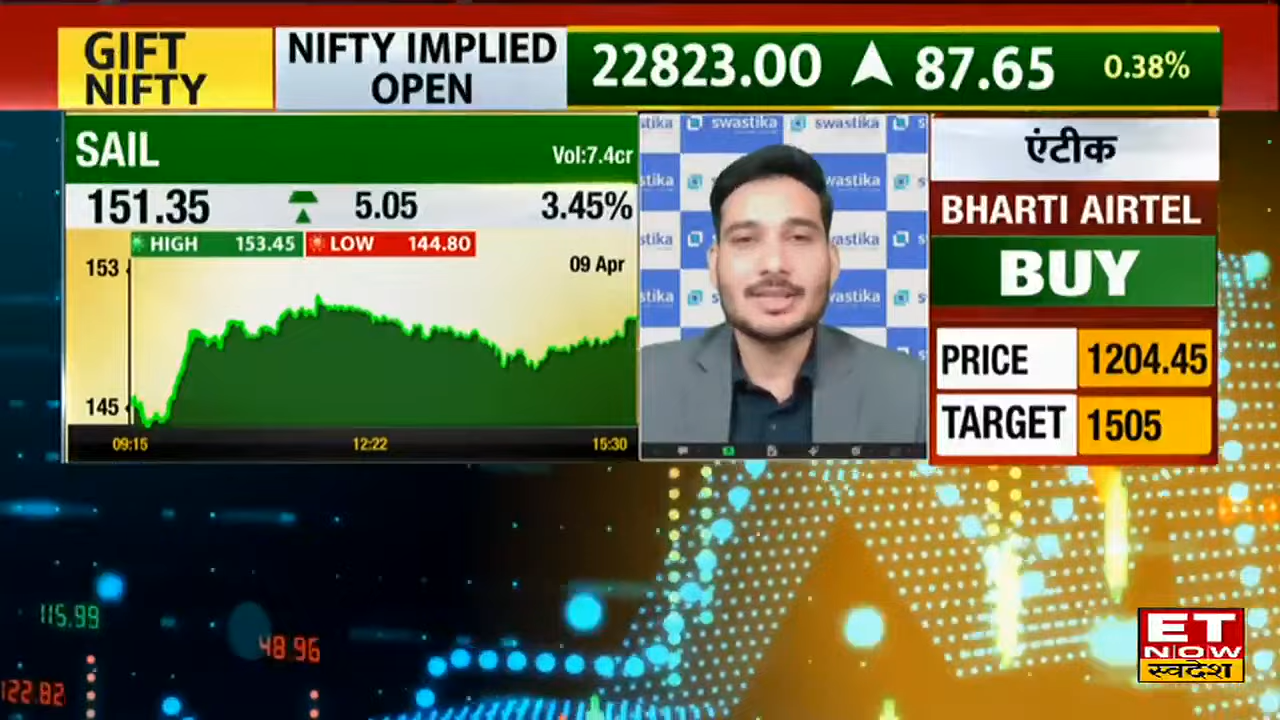 GIFT
NIFTY
NIFTY IMPLIED
OPEN
22823.00
87.65
0.38%
SAIL
Vol:7.4cr
151.35
5.05
3.45%
HIGH 153.45
LOW 144.80
153
09 Apr
145
09:15
12:22
15:30
swastika
swastika
एंटीक
BHARTI AIRTEL
BUY
PRICE 1204.45
TARGET 1505
115.99
48.96
122.82
ET
NOW
स्वदेश